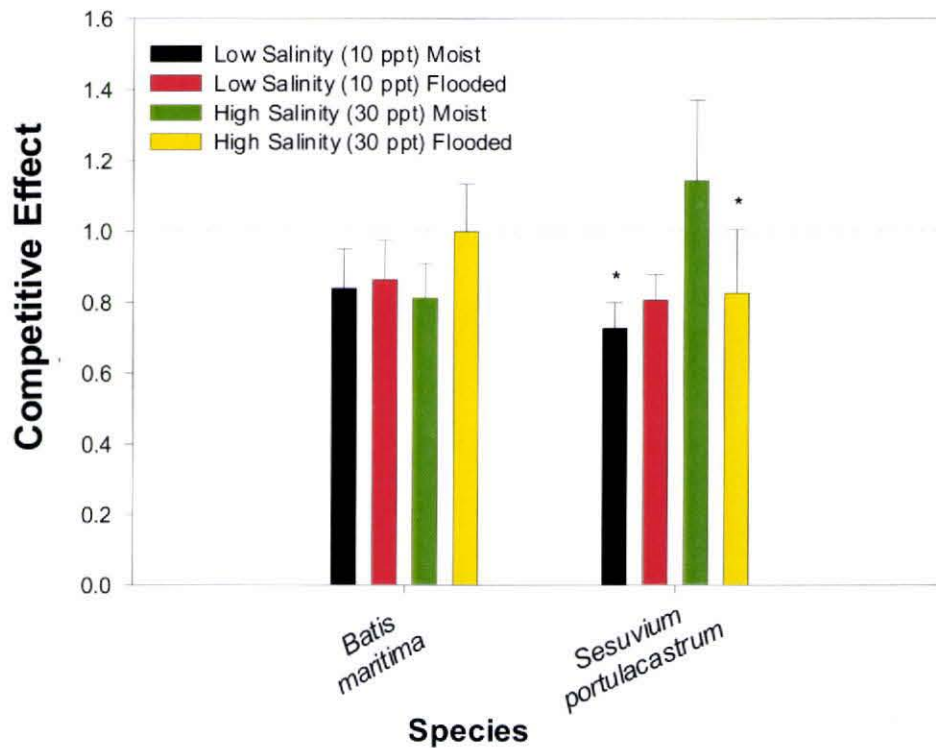 1.6
1.4
1.2
1.0
0.8
0.6
0.4
0.2
0.0
Competitive Effect
Low Salinity (10 ppt) Moist
Low Salinity (10 ppt) Flooded
High Salinity (30 ppt) Moist
High Salinity (30 ppt) Flooded
*
*
Batis
maritima
Sesuvium
portulacastrum
Species